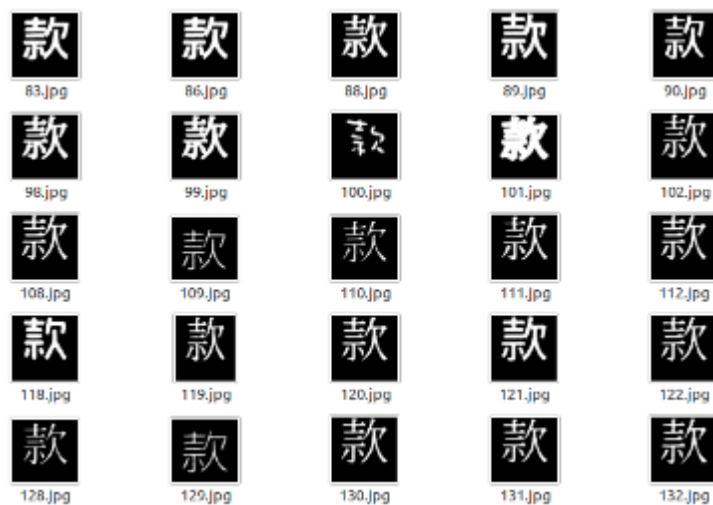 款 款 款 款 款
83.jpg 86.jpg 88.jpg 89.jpg 90.jpg
款 款 款 款 款
98.jpg 99.jpg 100.jpg 101.jpg 102.jpg
款 款 款 款 款
108.jpg 109.jpg 110.jpg 111.jpg 112.jpg
款 款 款 款 款
118.jpg 119.jpg 120.jpg 121.jpg 122.jpg
款 款 款 款 款
128.jpg 129.jpg 130.jpg 131.jpg 132.jpg